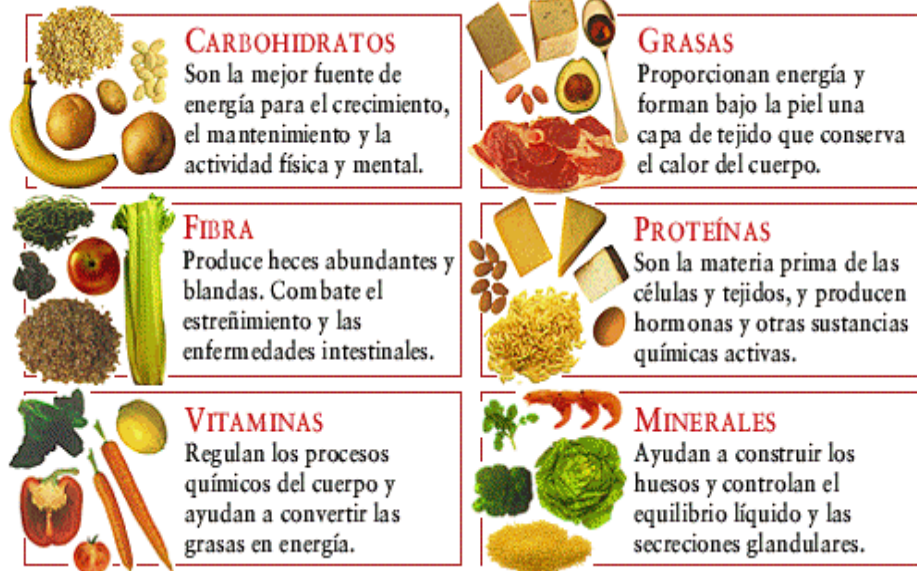 CARBOHIDRATOS
Son la mejor fuente de
energía para el crecimiento,
el mantenimiento y la
actividad física y mental.
GRASAS
Proporcionan energía y
forman bajo la piel una
capa de tejido que conserva
el calor del cuerpo.
FIBRA
Produce heces abundantes y
blandas. Combate el
estreñimiento y las
enfermedades intestinales.
PROTEÍNAS
Son la materia prima de las
células y tejidos, y producen
hormonas y otras sustancias
químicas activas.
VITAMINAS
Regulan los procesos
químicos del cuerpo y
ayudan a convertir las
grasas en energía.
MINERALES
Ayudan a construir los
huesos y controlan el
equilibrio líquido y las
secreciones glandulares.